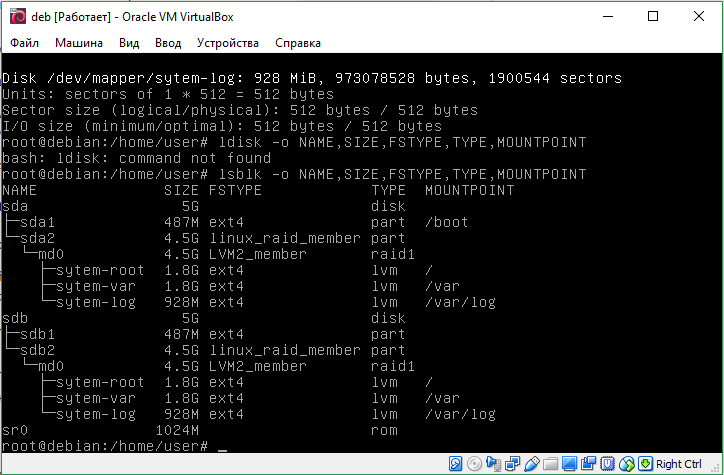 deb [Работает] - Oracle VM VirtualBox
Файл Машина Вид Ввод Устройства Справка
Disk /dev/mapper/sytem-log: 928 MiB, 973078528 bytes, 1900544 sectors
Units: sectors of 1 * 512 = 512 bytes
Sector size (logical/physical): 512 bytes / 512 bytes
I/O size (minimum/optimal): 512 bytes / 512 bytes
root@debian:/home/user# ldisk -o NAME,SIZE,FSTYPE,TYPE,MOUNTPOINT
bash: ldisk: command not found
root@debian:/home/user# lsblk -o NAME,SIZE,FSTYPE,TYPE,MOUNTPOINT
NAME SIZE FSTYPE TYPE MOUNTPOINT
sda 5G disk
├─sda1 487M ext4 part /boot
└─sda2 4.5G linux_raid_member part
└─md0 4.5G LVM2_member raid1
├─sytem-root 1.8G ext4 lvm /
├─sytem-var 1.8G ext4 lvm /var
└─sytem-log 928M ext4 lvm /var/log
sdb 5G disk
├─sdb1 487M ext4 part
└─sdb2 4.5G linux_raid_member part
└─md0 4.5G LVM2_member raid1
├─sytem-root 1.8G ext4 lvm /
├─sytem-var 1.8G ext4 lvm /var
└─sytem-log 928M ext4 lvm /var/log
sr0 1024M rom
root@debian:/home/user# _
Right Ctrl